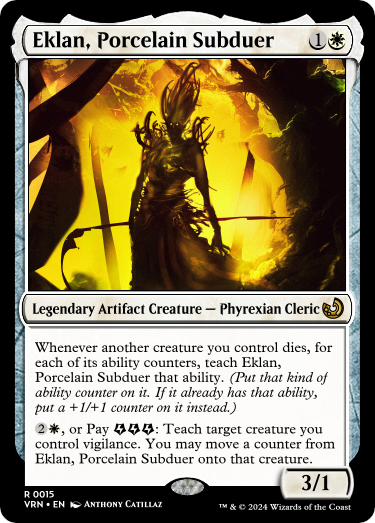 Eklan, Porcelain Subduer 1
Legendary Artifact Creature — Phyrexian Cleric
Whenever another creature you control dies, for
each of its ability counters, teach Eklan,
Porcelain Subduer that ability. (Put that kind of
ability counter on it. If it already has that ability,
put a +1/+1 counter on it instead.)
2, or Pay : Teach target creature you
control vigilance. You may move a counter from
Eklan, Porcelain Subduer onto that creature.
3/1
R 0015
VRN • EN Anthony Catillaz
™ & © 2024 Wizards of the Coast